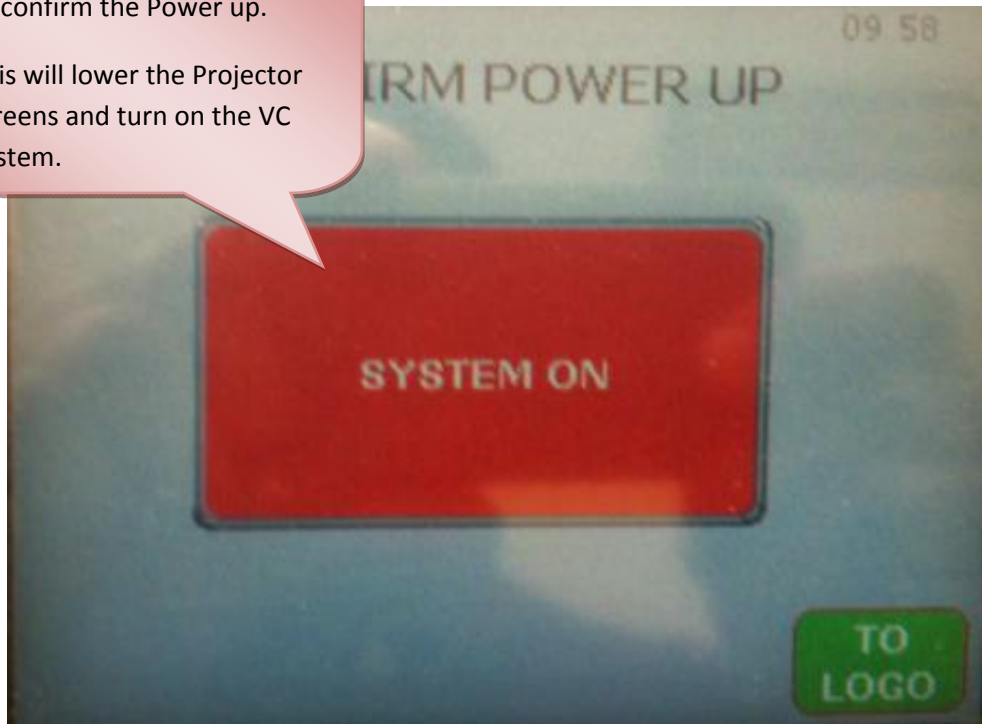 confirm the Power up.
is will lower the Projector
reens and turn on the VC
stem.
09 58
IRM POWER UP
SYSTEM ON
TO
LOGO